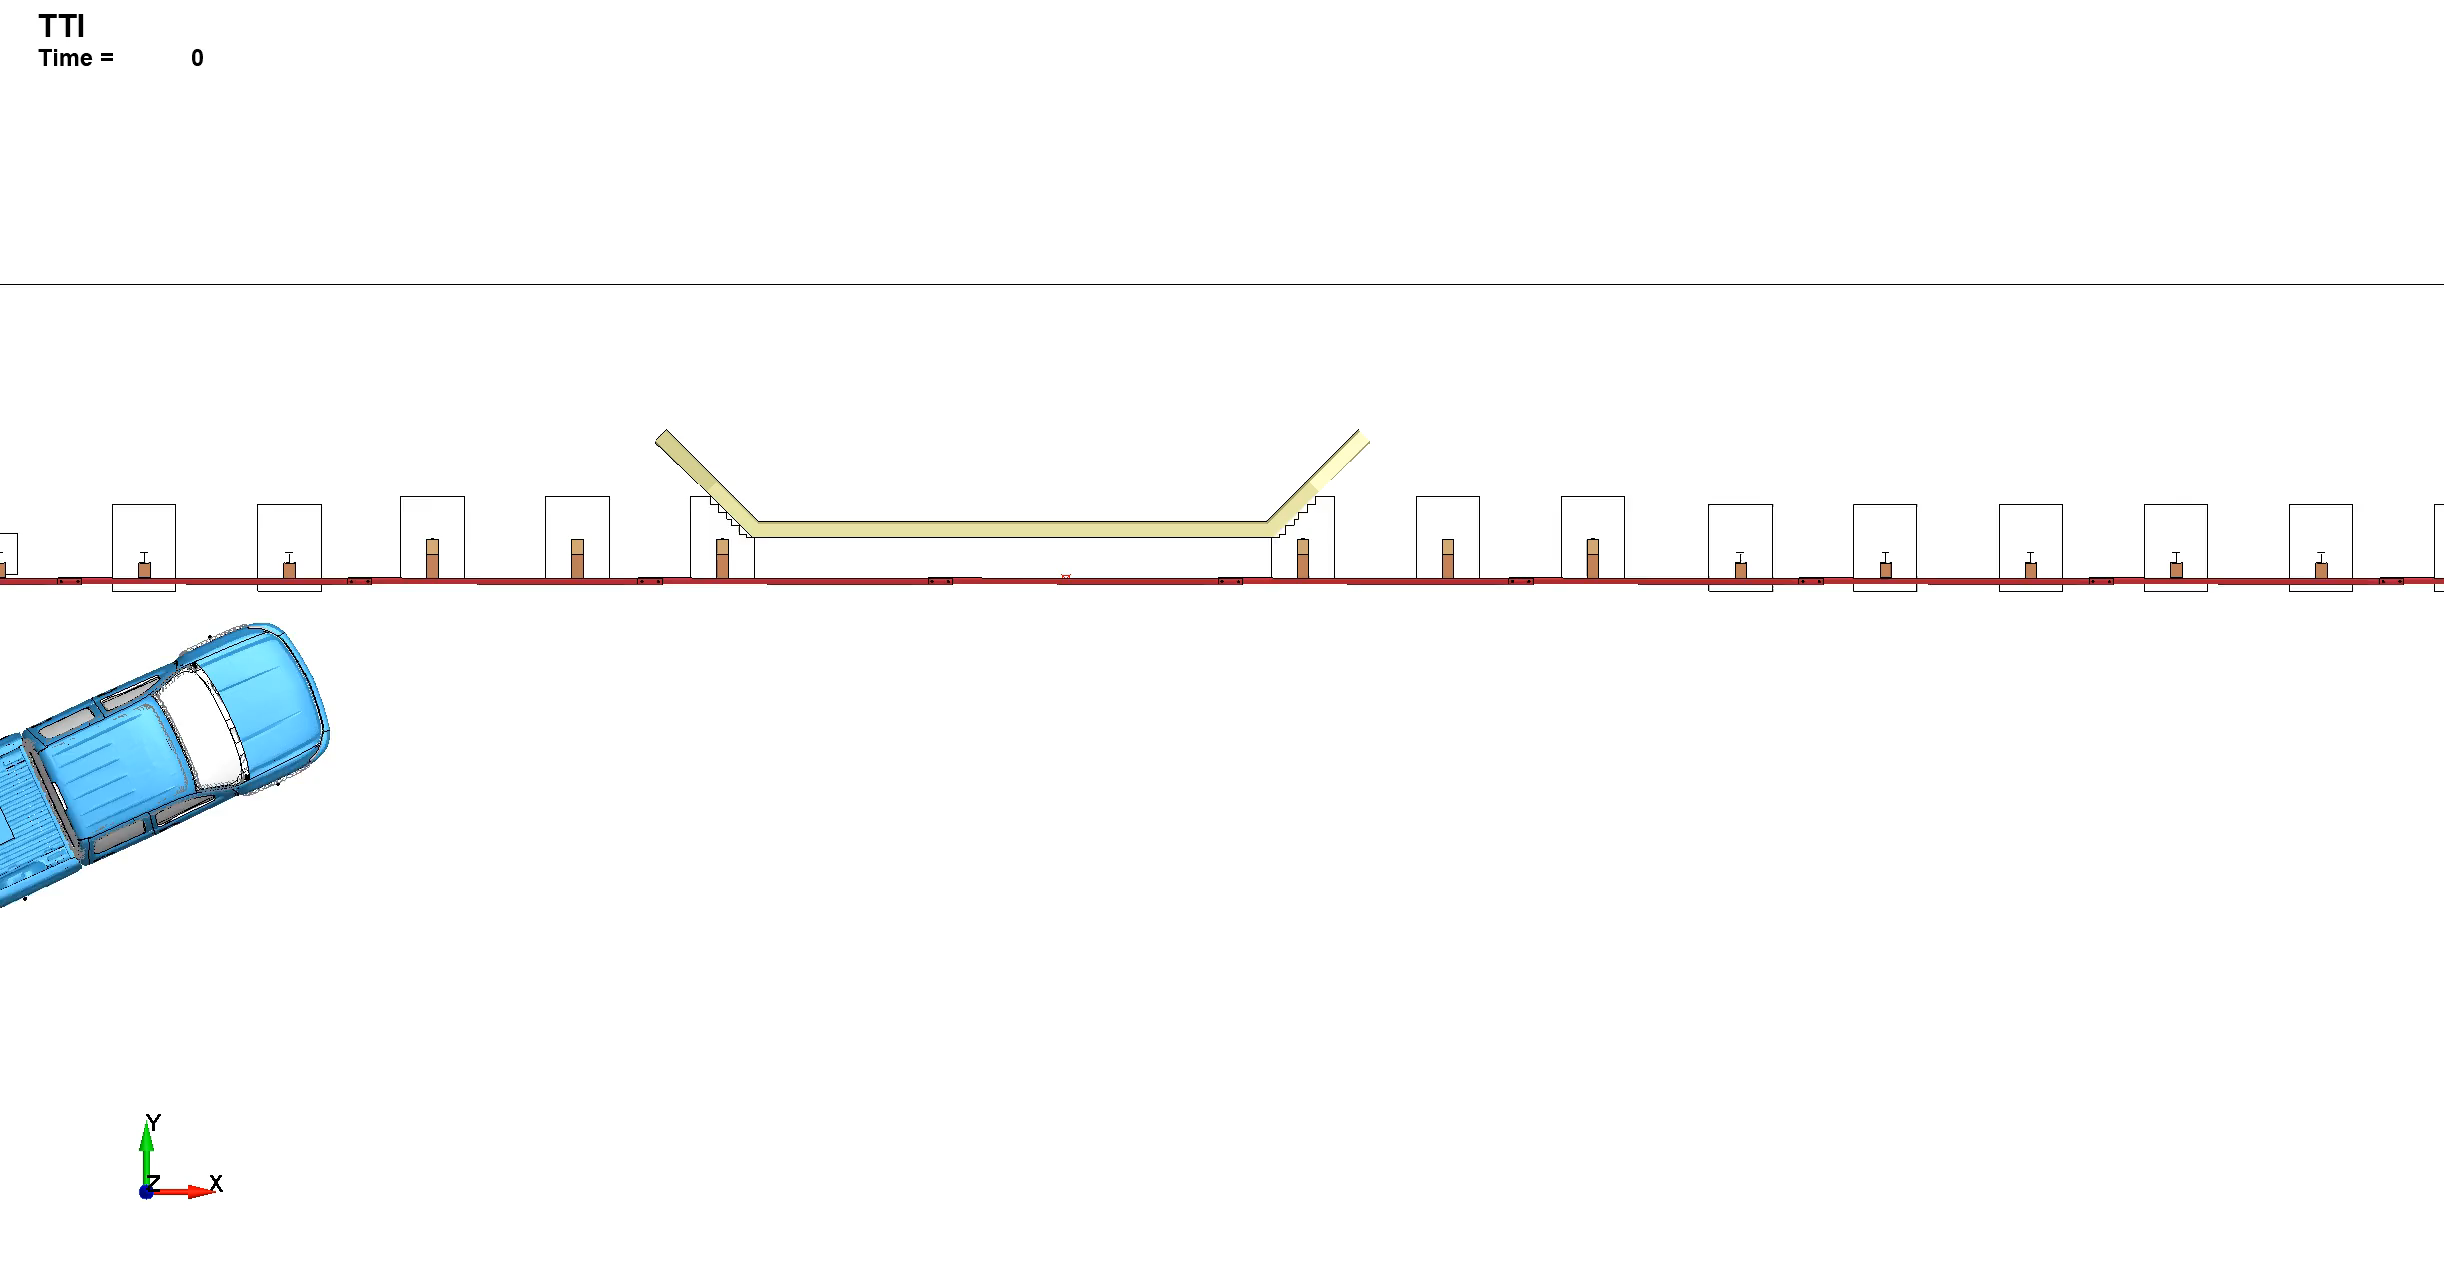 TTI
Time = 0
Y
Z X